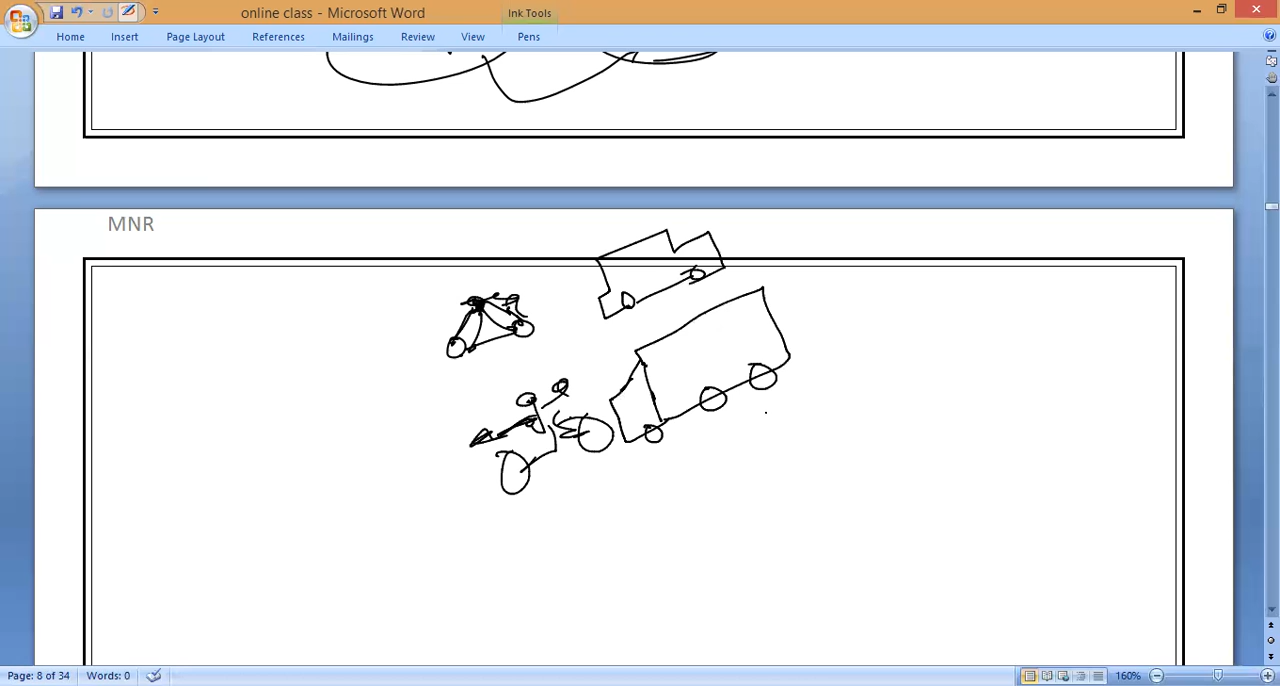 online class - Microsoft Word
Ink Tools
Home
Insert
Page Layout
References
Mailings
Review
View
Pens
MNR
Page: 8 of 34
Words: 0
160%